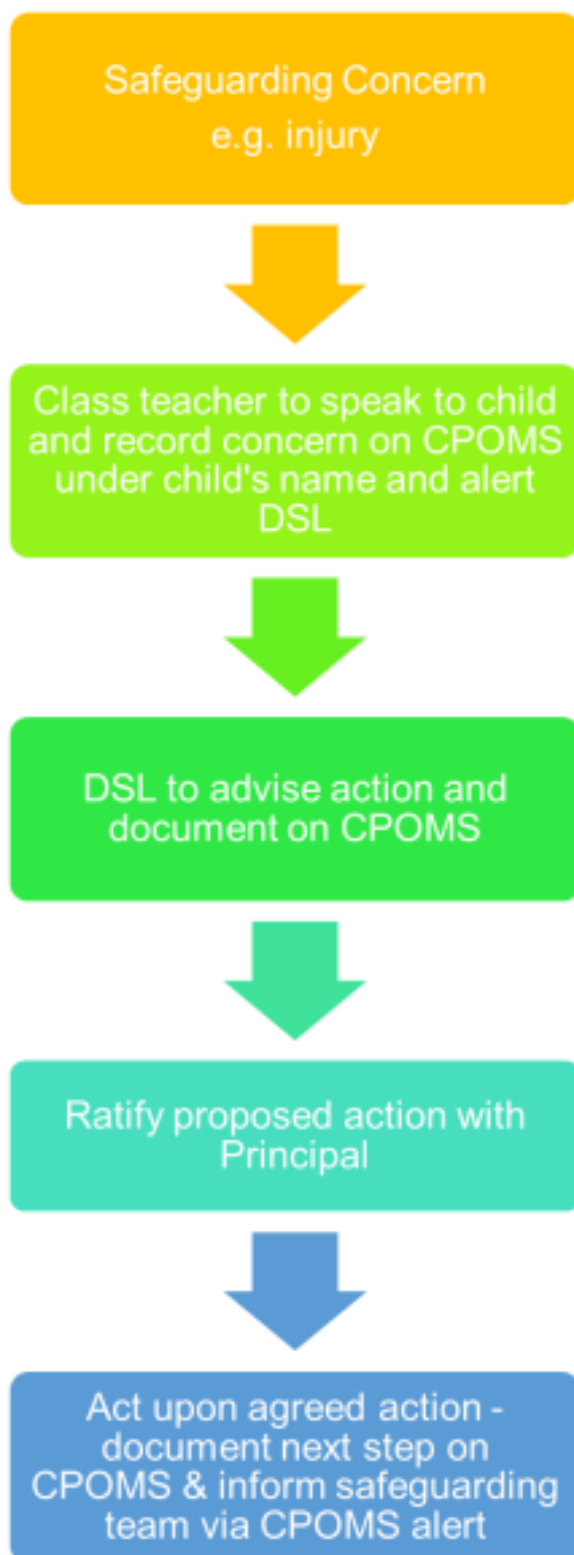 Safeguarding Concern
e.g. injury
Class teacher to speak to child
and record concern on CPOMS
under child's name and alert
DSL
DSL to advise action and
document on CPOMS
Ratify proposed action with
Principal
Act upon agreed action -
document next step on
CPOMS & inform safeguarding
team via CPOMS alert